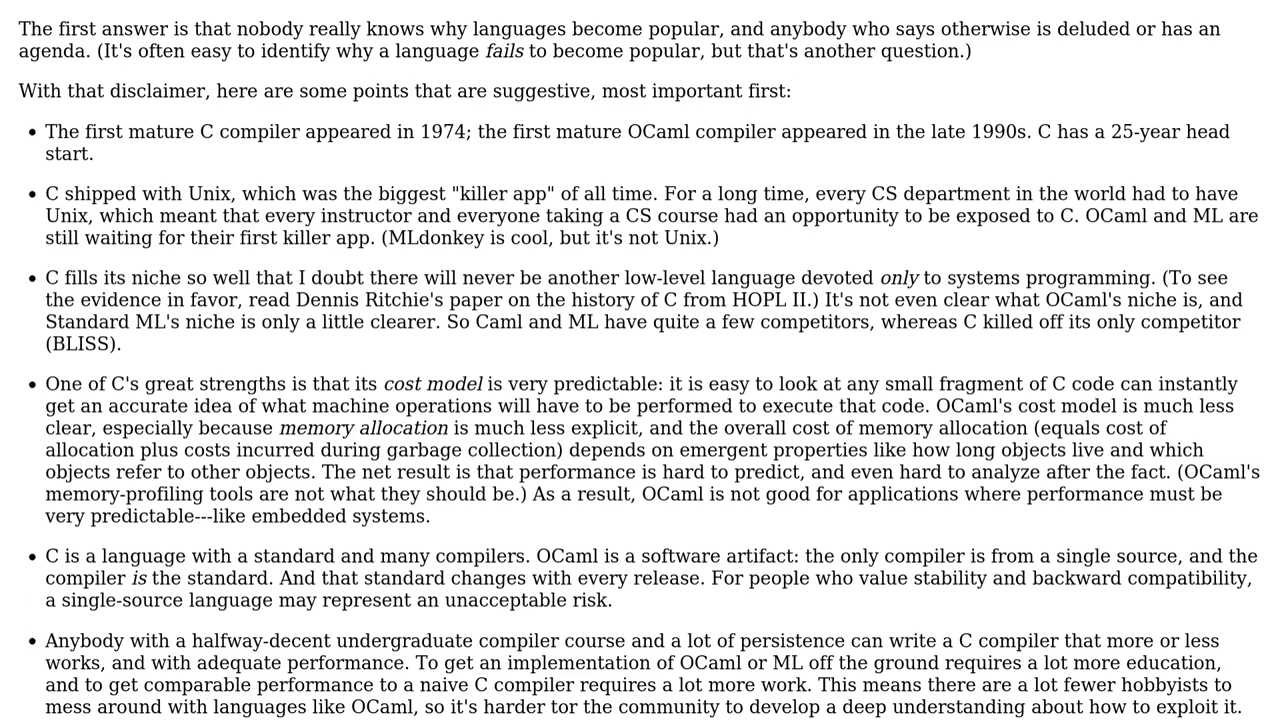 The first answer is that nobody really knows why languages become popular, and anybody who says otherwise is deluded or has an
agenda. (It's often easy to identify why a language fails to become popular, but that's another question.)
With that disclaimer, here are some points that are suggestive, most important first:
• The first mature C compiler appeared in 1974; the first mature OCaml compiler appeared in the late 1990s. C has a 25-year head
start.
• C shipped with Unix, which was the biggest "killer app" of all time. For a long time, every CS department in the world had to have
Unix, which meant that every instructor and everyone taking a CS course had an opportunity to be exposed to C. OCaml and ML are
still waiting for their first killer app. (MLdonkey is cool, but it's not Unix.)
• C fills its niche so well that I doubt there will never be another low-level language devoted only to systems programming. (To see
the evidence in favor, read Dennis Ritchie's paper on the history of C from HOPL II.) It's not even clear what OCaml's niche is, and
Standard ML's niche is only a little clearer. So Caml and ML have quite a few competitors, whereas C killed off its only competitor
(BLISS).
• One of C's great strengths is that its cost model is very predictable: it is easy to look at any small fragment of C code can instantly
get an accurate idea of what machine operations will have to be performed to execute that code. OCaml's cost model is much less
clear, especially because memory allocation is much less explicit, and the overall cost of memory allocation (equals cost of
allocation plus costs incurred during garbage collection) depends on emergent properties like how long objects live and which
objects refer to other objects. The net result is that performance is hard to predict, and even hard to analyze after the fact. (OCaml's
memory-profiling tools are not what they should be.) As a result, OCaml is not good for applications where performance must be
very predictable---like embedded systems.
• C is a language with a standard and many compilers. OCaml is a software artifact: the only compiler is from a single source, and the
compiler is the standard. And that standard changes with every release. For people who value stability and backward compatibility,
a single-source language may represent an unacceptable risk.
• Anybody with a halfway-decent undergraduate compiler course and a lot of persistence can write a C compiler that more or less
works, and with adequate performance. To get an implementation of OCaml or ML off the ground requires a lot more education,
and to get comparable performance to a naive C compiler requires a lot more work. This means there are a lot fewer hobbyists to
mess around with languages like OCaml, so it's harder tor the community to develop a deep understanding about how to exploit it.